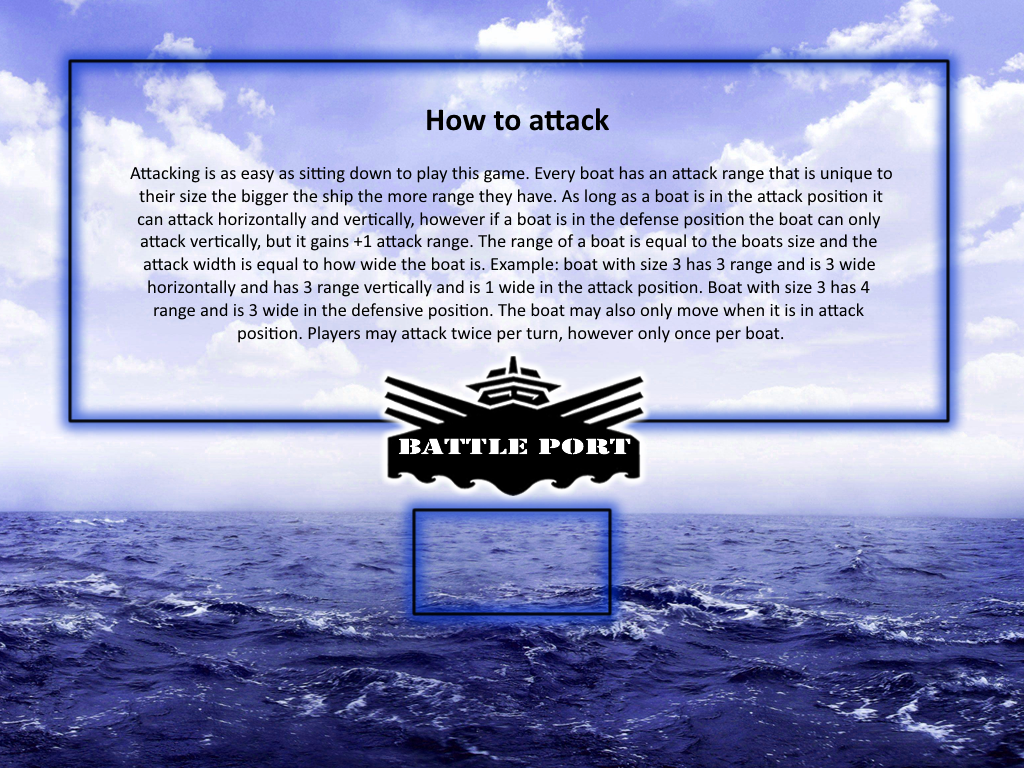 How to attack
Attacking is as easy as sitting down to play this game. Every boat has an attack range that is unique to
their size the bigger the ship the more range they have. As long as a boat is in the attack position it
can attack horizontally and vertically, however if a boat is in the defense position the boat can only
attack vertically, but it gains +1 attack range. The range of a boat is equal to the boats size and the
attack width is equal to how wide the boat is. Example: boat with size 3 has 3 range and is 3 wide
horizontally and has 3 range vertically and is 1 wide in the attack position. Boat with size 3 has 4
range and is 3 wide in the defensive position. The boat may also only move when it is in attack
position. Players may attack twice per turn, however only once per boat.
BATTLE PORT